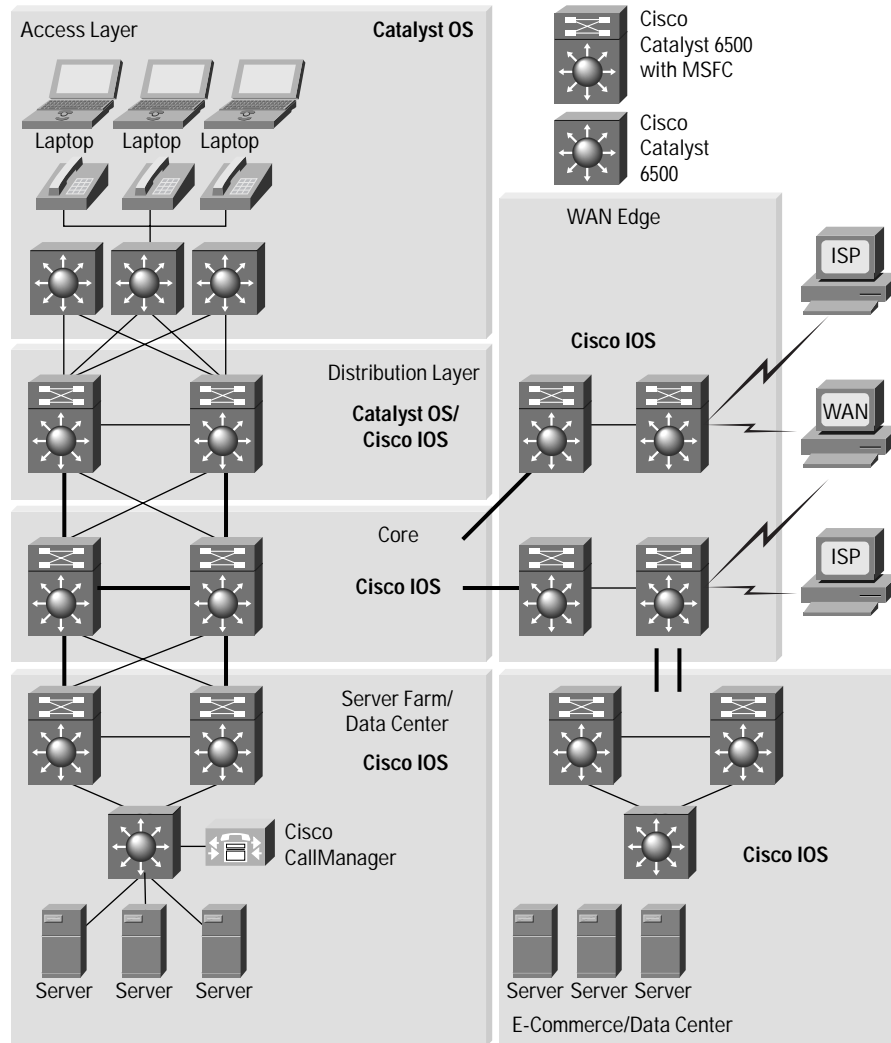 Access Layer
Catalyst OS
Laptop Laptop Laptop
Cisco
Catalyst 6500
with MSFC
Cisco
Catalyst
6500
Distribution Layer
Catalyst OS/
Cisco IOS
Core
Cisco IOS
Server Farm/
Data Center
Cisco IOS
Cisco
CallManager
Server Server Server
WAN Edge
Cisco IOS
ISP
WAN
ISP
Cisco IOS
Server Server Server
E-Commerce/Data Center